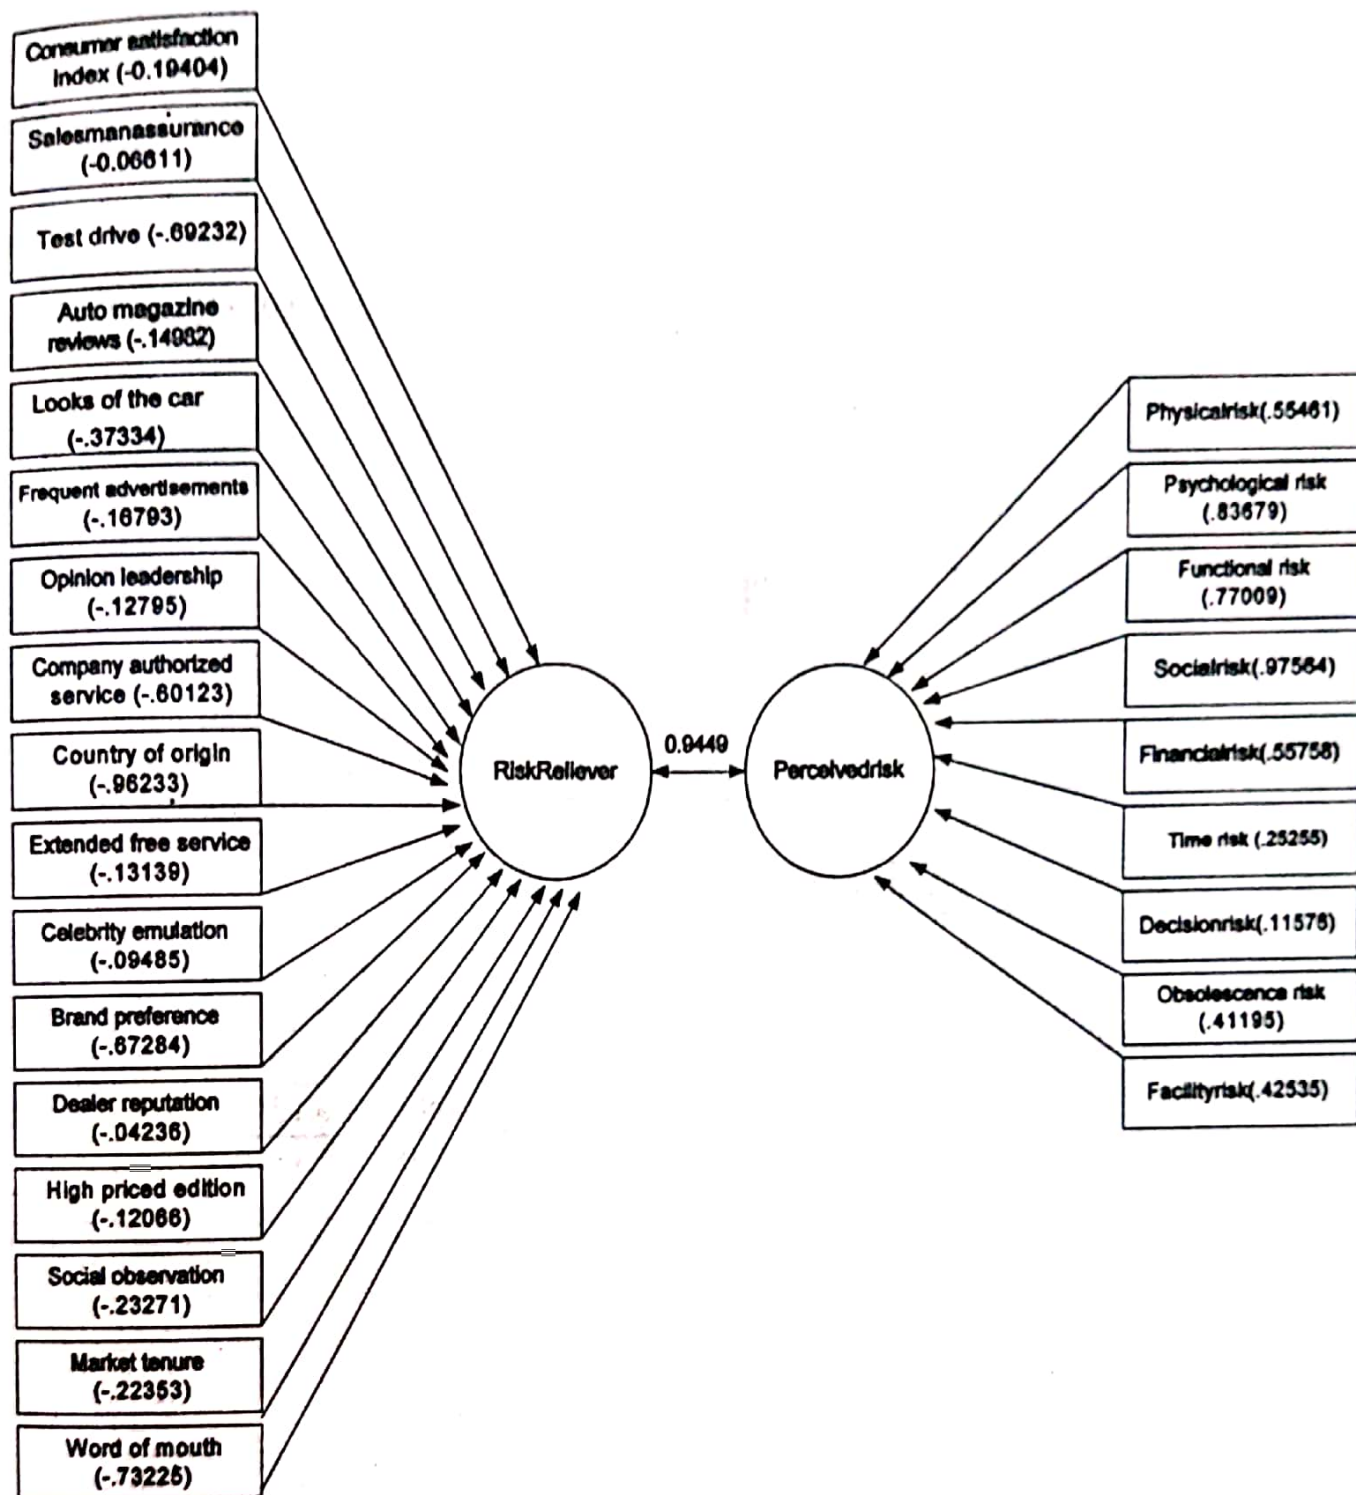 Consumer satisfaction
Index (-0.19404)
Salesmanassurance
(-0.06611)
Test drive (-.69232)
Auto magazine
reviews (-.14982)
Looks of the car
(-.37334)
Frequent advertisements
(-.16793)
Opinion leadership
(-.12795)
Company authorized
service (-.60123)
Country of origin
(-.96233)
Extended free service
(-.13139)
Celebrity emulation
(-.09485)
Brand preference
(-.67284)
Dealer reputation
(-.04236)
High priced edition
(-.12066)
Social observation
(-.23271)
Market tenure
(-.22353)
Word of mouth
(-.73225)
RiskReliever
0.9449
Perceivedrisk
Physicalrisk(.55461)
Psychological risk
(.83679)
Functional risk
(.77009)
Socialrisk(.97564)
Financialrisk(.55758)
Time risk (.25255)
Decisionrisk(.11576)
Obsolescence risk
(.41195)
Facilityrisk(.42535)